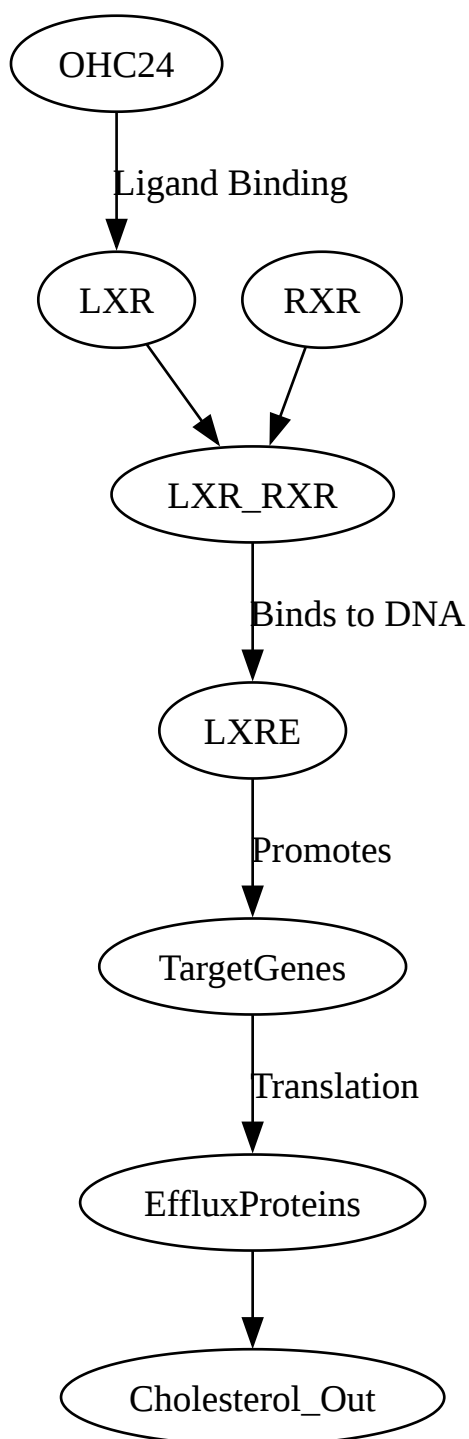 OHC24
Ligand Binding
LXR
RXR
LXR_RXR
Binds to DNA
LXRE
Promotes
TargetGenes
Translation
EffluxProteins
Cholesterol_Out